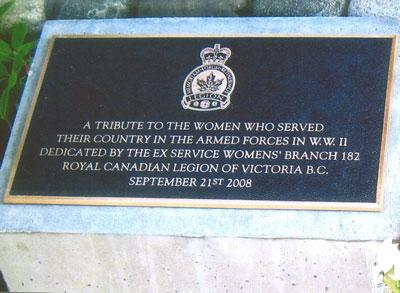 LEGION
A TRIBUTE TO THE WOMEN WHO SERVED
THEIR COUNTRY IN THE ARMED FORCES IN W.W. II
DEDICATED BY THE EX SERVICE WOMENS' BRANCH 182
ROYAL CANADIAN LEGION OF VICTORIA B.C.
SEPTEMBER 21ST 2008